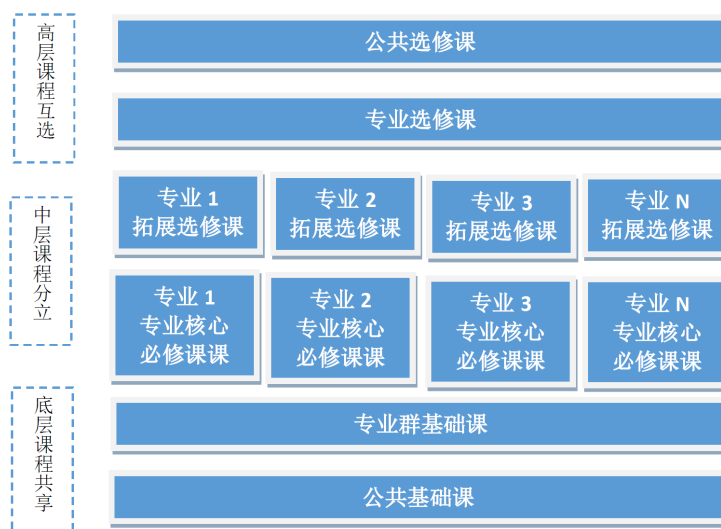 高层课程互选
公共选修课
专业选修课
中层课程分立
专业 1
拓展选修课
专业 2
拓展选修课
专业 3
拓展选修课
专业 N
拓展选修课
专业 1
专业核心
必修课课
专业 2
专业核心
必修课课
专业 3
专业核心
必修课课
专业 N
专业核心
必修课课
底层课程共享
专业群基础课
公共基础课